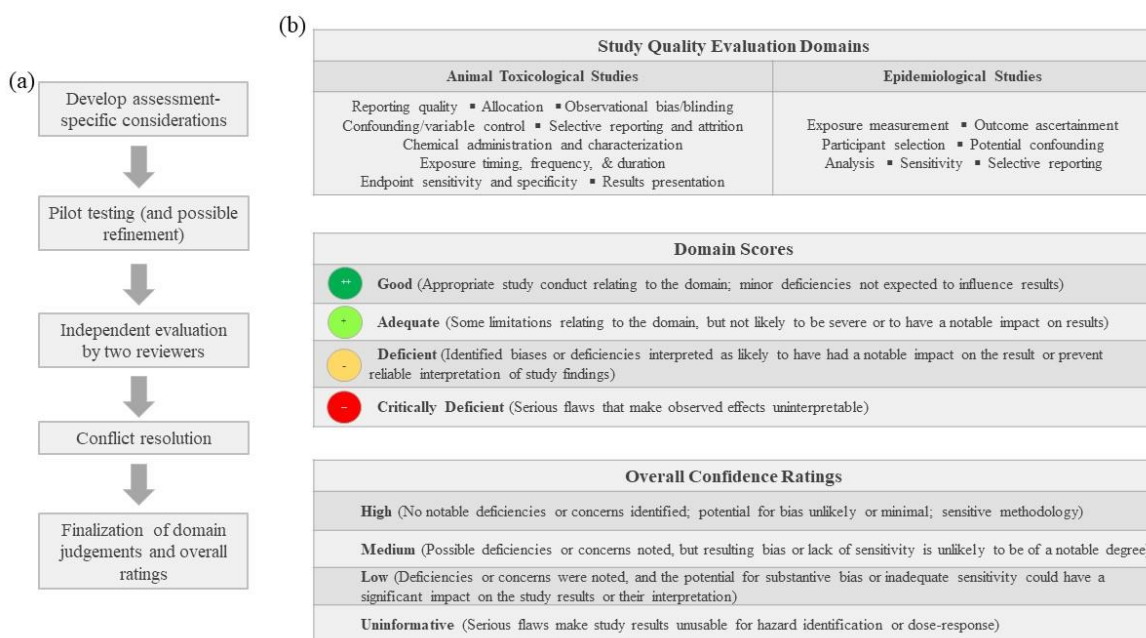 (a)
Develop assessment-
specific considerations
Pilot testing (and possible
refinement)
Independent evaluation
by two reviewers
Conflict resolution
Finalization of domain
judgements and overall
ratings
(b)
Study Quality Evaluation Domains
Animal Toxicological Studies
Reporting quality ▪ Allocation ▪ Observational bias/blinding
Confounding/variable control ▪ Selective reporting and attrition
Chemical administration and characterization
Exposure timing, frequency, & duration
Endpoint sensitivity and specificity ▪ Results presentation
Epidemiological Studies
Exposure measurement ▪ Outcome ascertainment
Participant selection ▪ Potential confounding
Analysis ▪ Sensitivity ▪ Selective reporting
Domain Scores
++ Good (Appropriate study conduct relating to the domain; minor deficiencies not expected to influence results)
+ Adequate (Some limitations relating to the domain, but not likely to be severe or to have a notable impact on results)
- Deficient (Identified biases or deficiencies interpreted as likely to have had a notable impact on the result or prevent
reliable interpretation of study findings)
-- Critically Deficient (Serious flaws that make observed effects uninterpretable)
Overall Confidence Ratings
High (No notable deficiencies or concerns identified; potential for bias unlikely or minimal; sensitive methodology)
Medium (Possible deficiencies or concerns noted, but resulting bias or lack of sensitivity is unlikely to be of a notable degree)
Low (Deficiencies or concerns were noted, and the potential for substantive bias or inadequate sensitivity could have a
significant impact on the study results or their interpretation)
Uninformative (Serious flaws make study results unusable for hazard identification or dose-response)